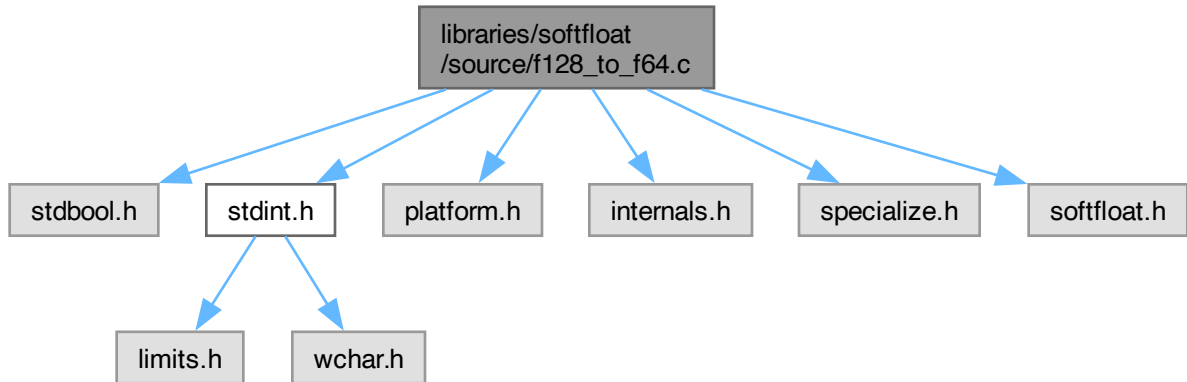 libraries/softfloat
/source/f128_to_f64.c
stdbool.h
stdint.h
platform.h
internals.h
specialize.h
softfloat.h
limits.h
wchar.h